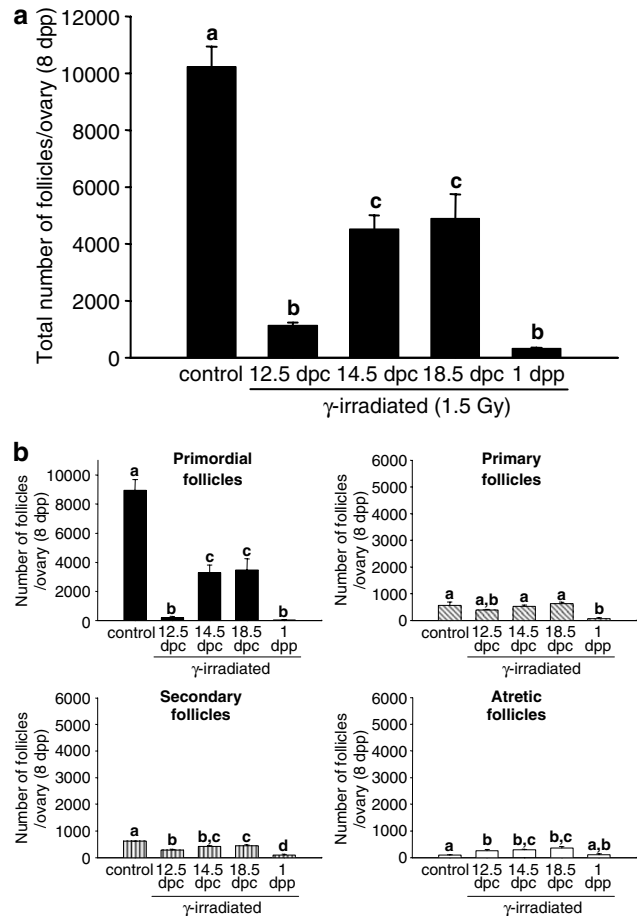 a
Total number of follicles/ovary (8 dpp)
12000
10000
8000
6000
4000
2000
0
a
b
c
c
b
control 12.5 dpc 14.5 dpc 18.5 dpc 1 dpp
γ-irradiated (1.5 Gy)
b
Primordial
follicles
Number of follicles
/ovary (8 dpp)
10000
8000
6000
4000
2000
0
a
b
c
c
b
control 12.5 14.5 18.5 1
dpc dpc dpc dpp
γ-irradiated
Primary
follicles
Number of follicles
/ovary (8 dpp)
6000
5000
4000
3000
2000
1000
0
a
a,b
a
a
b
control 12.5 14.5 18.5 1
dpc dpc dpc dpp
γ-irradiated
Secondary
follicles
Number of follicles
/ovary (8 dpp)
6000
5000
4000
3000
2000
1000
0
a
b
b,c
c
d
control 12.5 14.5 18.5 1
dpc dpc dpc dpp
γ-irradiated
Atretic
follicles
Number of follicles
/ovary (8 dpp)
6000
5000
4000
3000
2000
1000
0
a
b
b,c
b,c
a,b
control 12.5 14.5 18.5 1
dpc dpc dpc dpp
γ-irradiated